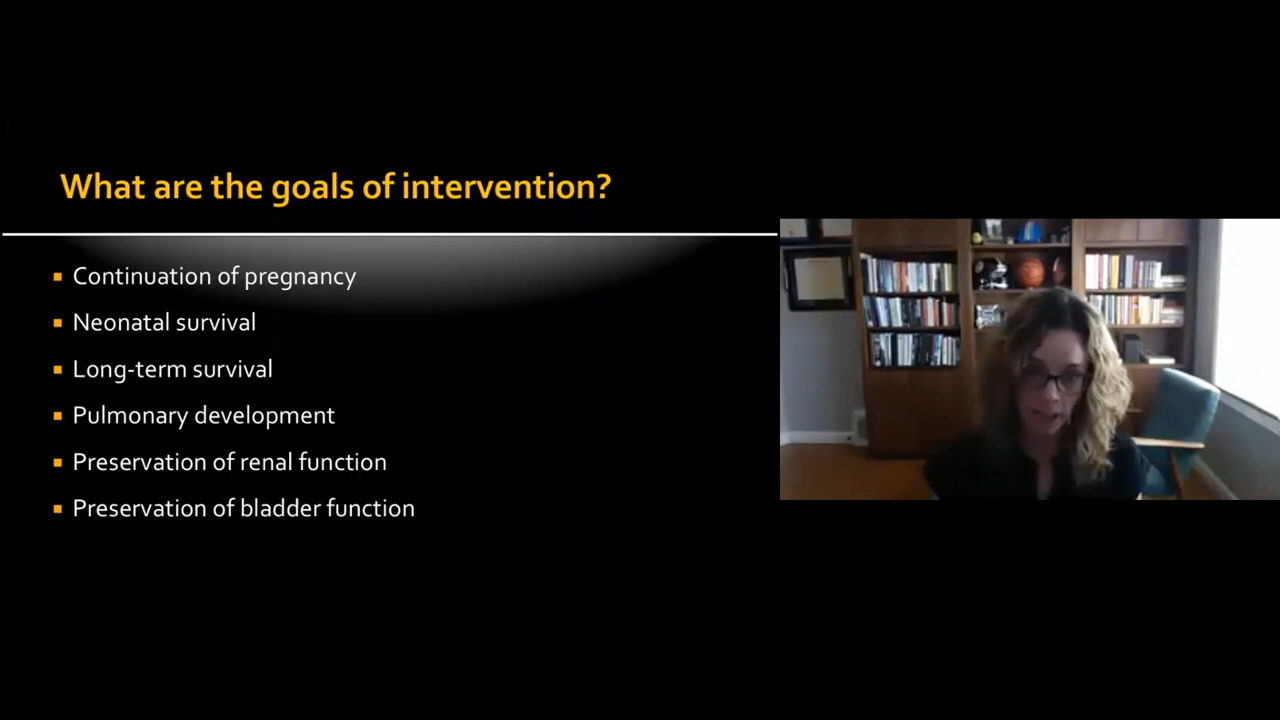 What are the goals of intervention?
Continuation of pregnancy
Neonatal survival
Long-term survival
Pulmonary development
Preservation of renal function
Preservation of bladder function